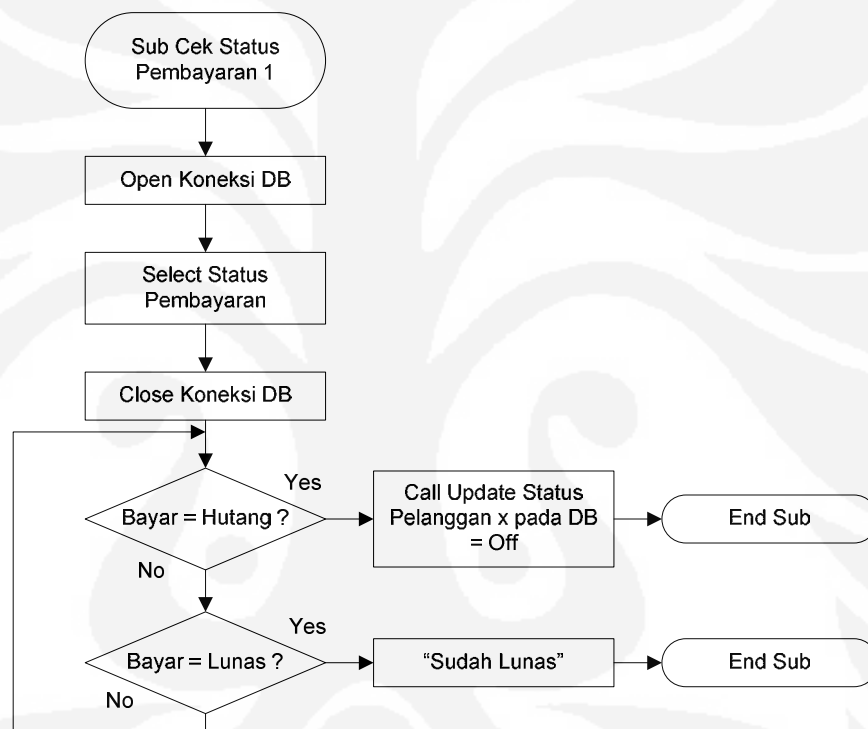 Sub Cek Status
Pembayaran 1
Open Koneksi DB
Select Status
Pembayaran
Close Koneksi DB
Bayar = Hutang ?
Yes
Call Update Status
Pelanggan x pada DB
= Off
End Sub
No
Bayar = Lunas ?
Yes
“Sudah Lunas”
End Sub
No